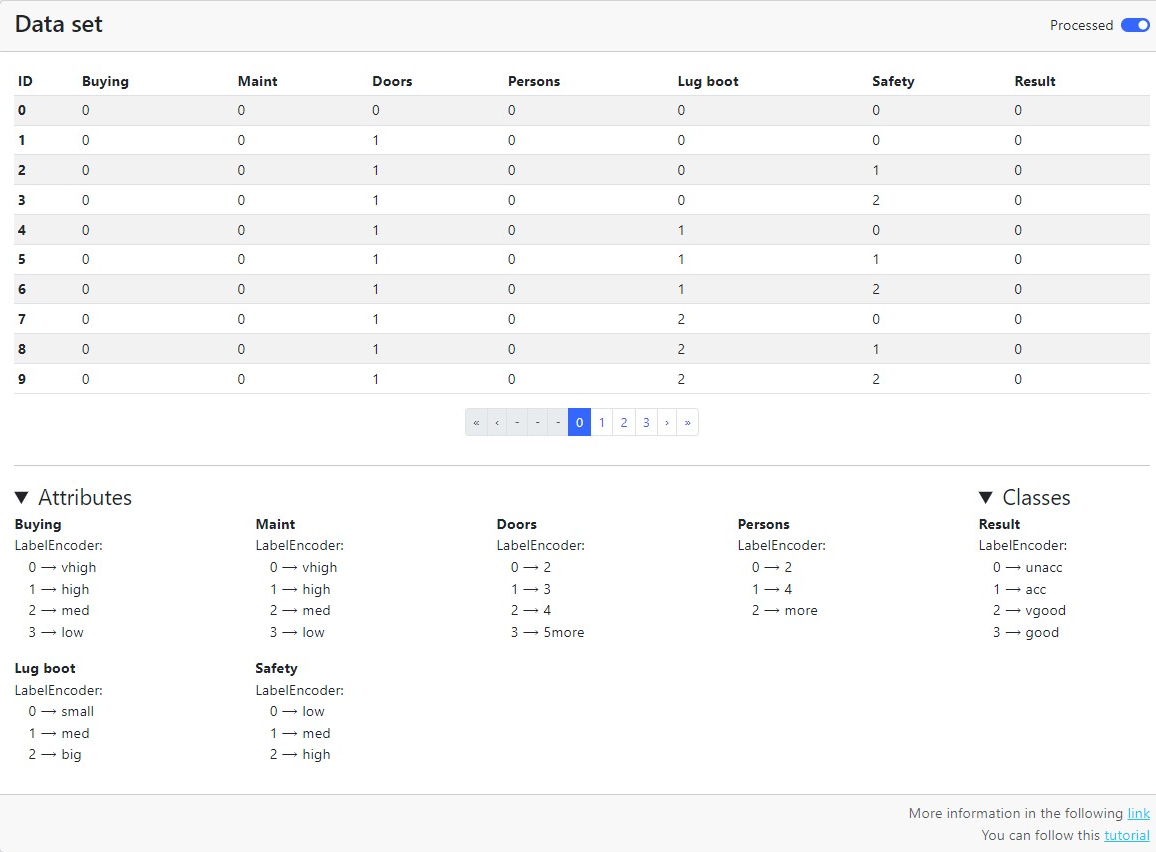 Data set
Processed
ID Buying Maint Doors Persons Lug boot Safety Result
0 0 0 0 0 0 0 0
1 0 0 1 0 0 0 0
2 0 0 1 0 0 1 0
3 0 0 1 0 0 2 0
4 0 0 1 0 1 0 0
5 0 0 1 0 1 1 0
6 0 0 1 0 1 2 0
7 0 0 1 0 2 0 0
8 0 0 1 0 2 1 0
9 0 0 1 0 2 2 0
« ‹ - - - 0 1 2 3 › »
▼ Attributes
Buying
LabelEncoder:
0 → vhigh
1 → high
2 → med
3 → low
Maint
LabelEncoder:
0 → vhigh
1 → high
2 → med
3 → low
Doors
LabelEncoder:
0 → 2
1 → 3
2 → 4
3 → 5more
Persons
LabelEncoder:
0 → 2
1 → 4
2 → more
Lug boot
LabelEncoder:
0 → small
1 → med
2 → big
Safety
LabelEncoder:
0 → low
1 → med
2 → high
▼ Classes
Result
LabelEncoder:
0 → unacc
1 → acc
2 → vgood
3 → good
More information in the following link
You can follow this tutorial